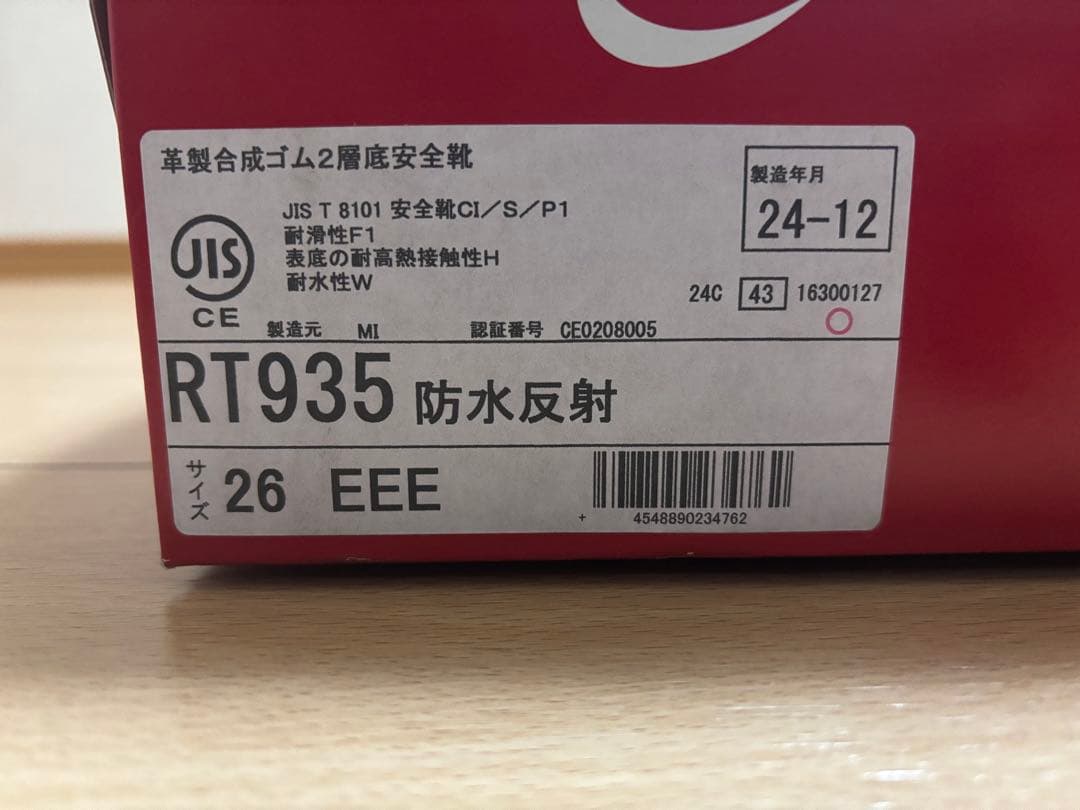 革製合成ゴム2層底安全靴
JIS T 8101 安全靴CI/S/P1
耐滑性F1
表底の耐高熱接触性H
耐水性W
JIS
CE
製造年月
24-12
24C 43 16300127
製造元 MI 認証番号 CE0208005
RT935 防水反射
サイズ 26 EEE
+ 4548890234762